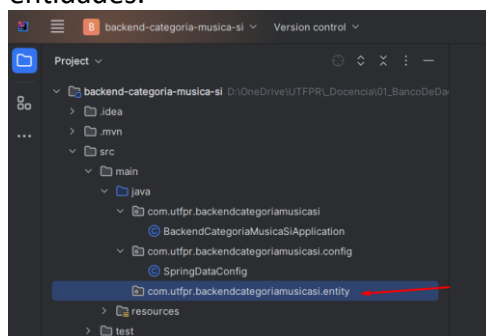 entidades.
B backend-categoria-musica-si Version control
Project
backend-categoria-musica-si D:\OneDrive\UTFPR\_Docencia\01_BancoDeDa
.idea
.mvn
src
main
java
com.utfpr.backendcategoriamusicasi
BackendCategoriaMusicaSiApplication
com.utfpr.backendcategoriamusicasi.config
SpringDataConfig
com.utfpr.backendcategoriamusicasi.entity
resources
test